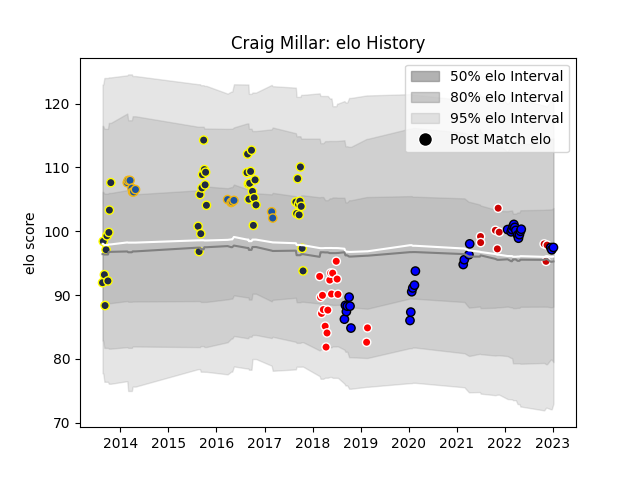 Craig Millar: elo History
50% elo Interval
80% elo Interval
95% elo Interval
Post Match elo
elo score
120
110
100
90
80
70
2014 2015 2016 2017 2018 2019 2020 2021 2022 2023